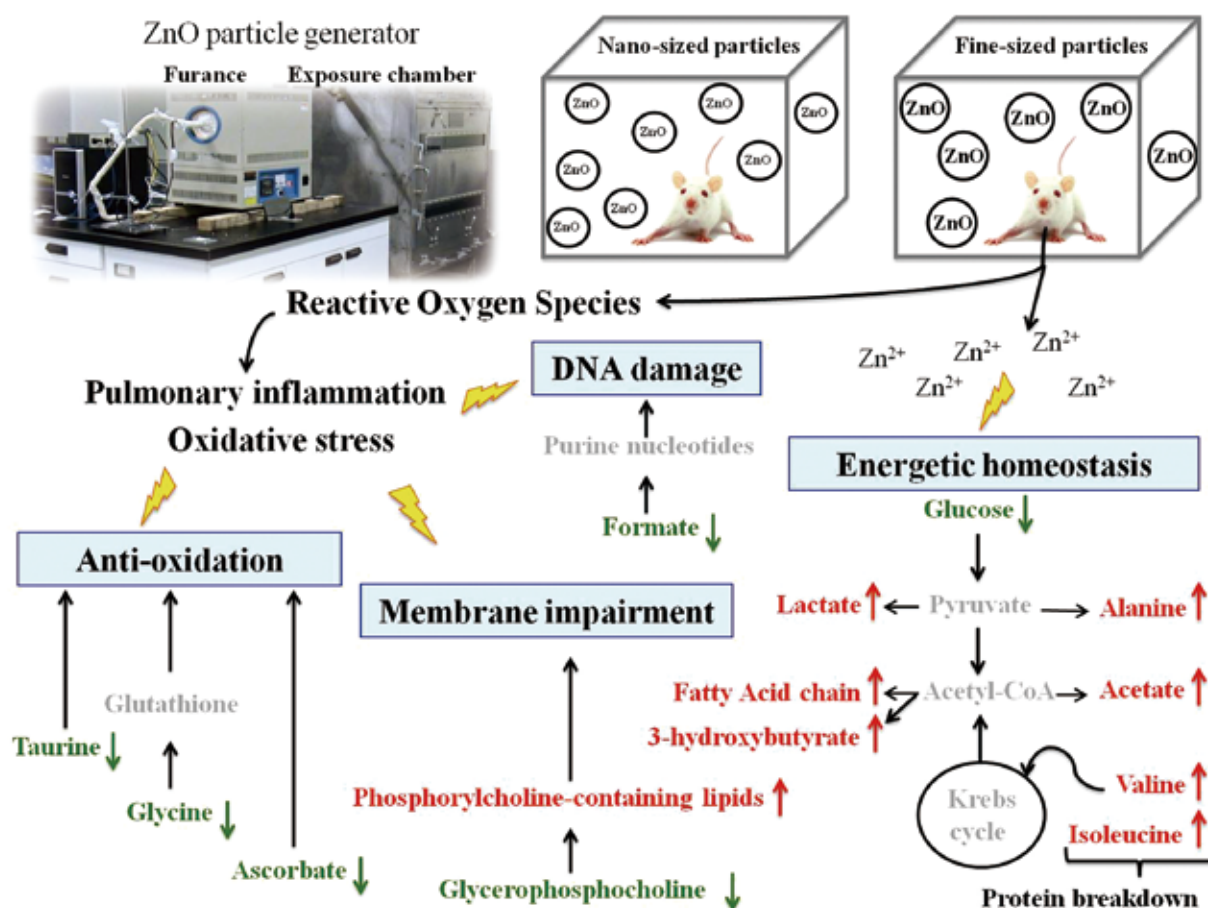 ZnO particle generator
Furance Exposure chamber
Nano-sized particles
ZnO
ZnO
ZnO
ZnO
ZnO
ZnO
ZnO
ZnO
Fine-sized particles
ZnO
ZnO
ZnO
ZnO
ZnO
ZnO
Reactive Oxygen Species
Zn²⁺ Zn²⁺ Zn²⁺
Zn²⁺ Zn²⁺
Pulmonary inflammation
Oxidative stress
DNA damage
Purine nucleotides
Formate ↓
Energetic homeostasis
Glucose ↓
Lactate ↑ Pyruvate Alanine ↑
Fatty Acid chain ↑ Acetyl-CoA Acetate ↑
3-hydroxybutyrate ↑
Krebs
cycle
Valine ↑
Isoleucine ↑
Protein breakdown
Anti-oxidation
Glutathione
Taurine ↓
Glycine ↓
Ascorbate ↓
Membrane impairment
Phosphorylcholine-containing lipids ↑
Glycerophosphocholine ↓